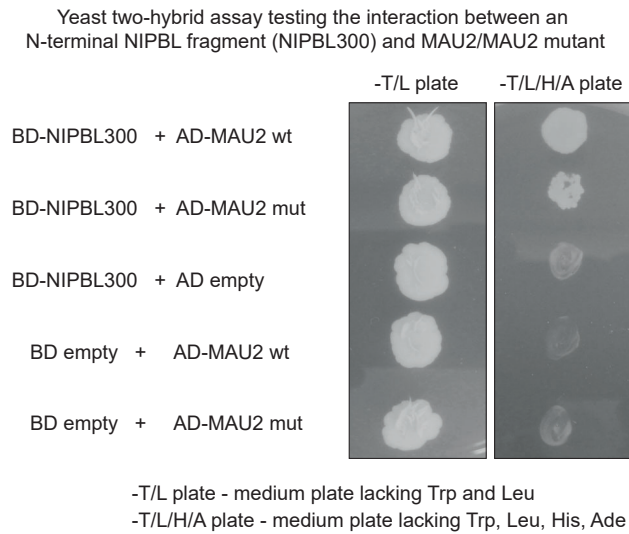 Yeast two-hybrid assay testing the interaction between an
N-terminal NIPBL fragment (NIPBL300) and MAU2/MAU2 mutant
-T/L plate -T/L/H/A plate
BD-NIPBL300 + AD-MAU2 wt
BD-NIPBL300 + AD-MAU2 mut
BD-NIPBL300 + AD empty
BD empty + AD-MAU2 wt
BD empty + AD-MAU2 mut
-T/L plate - medium plate lacking Trp and Leu
-T/L/H/A plate - medium plate lacking Trp, Leu, His, Ade